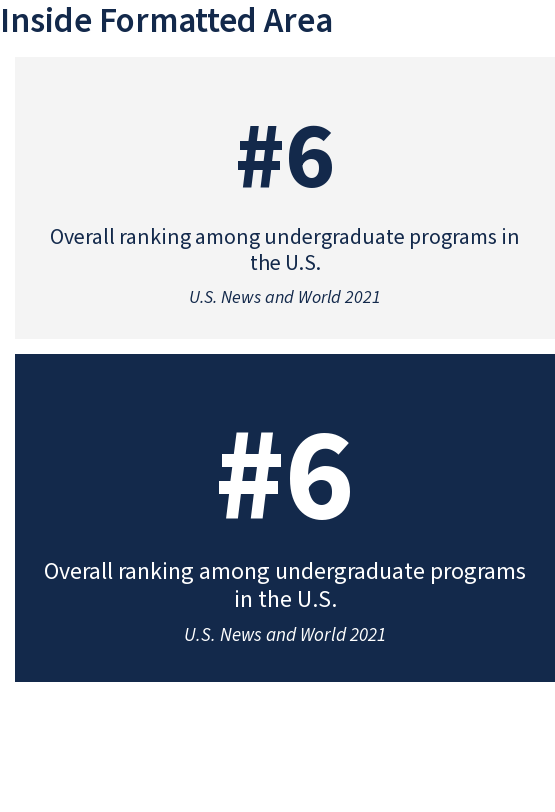 Inside Formatted Area
#6
Overall ranking among undergraduate programs in
the U.S.
U.S. News and World 2021
#6
Overall ranking among undergraduate programs
in the U.S.
U.S. News and World 2021